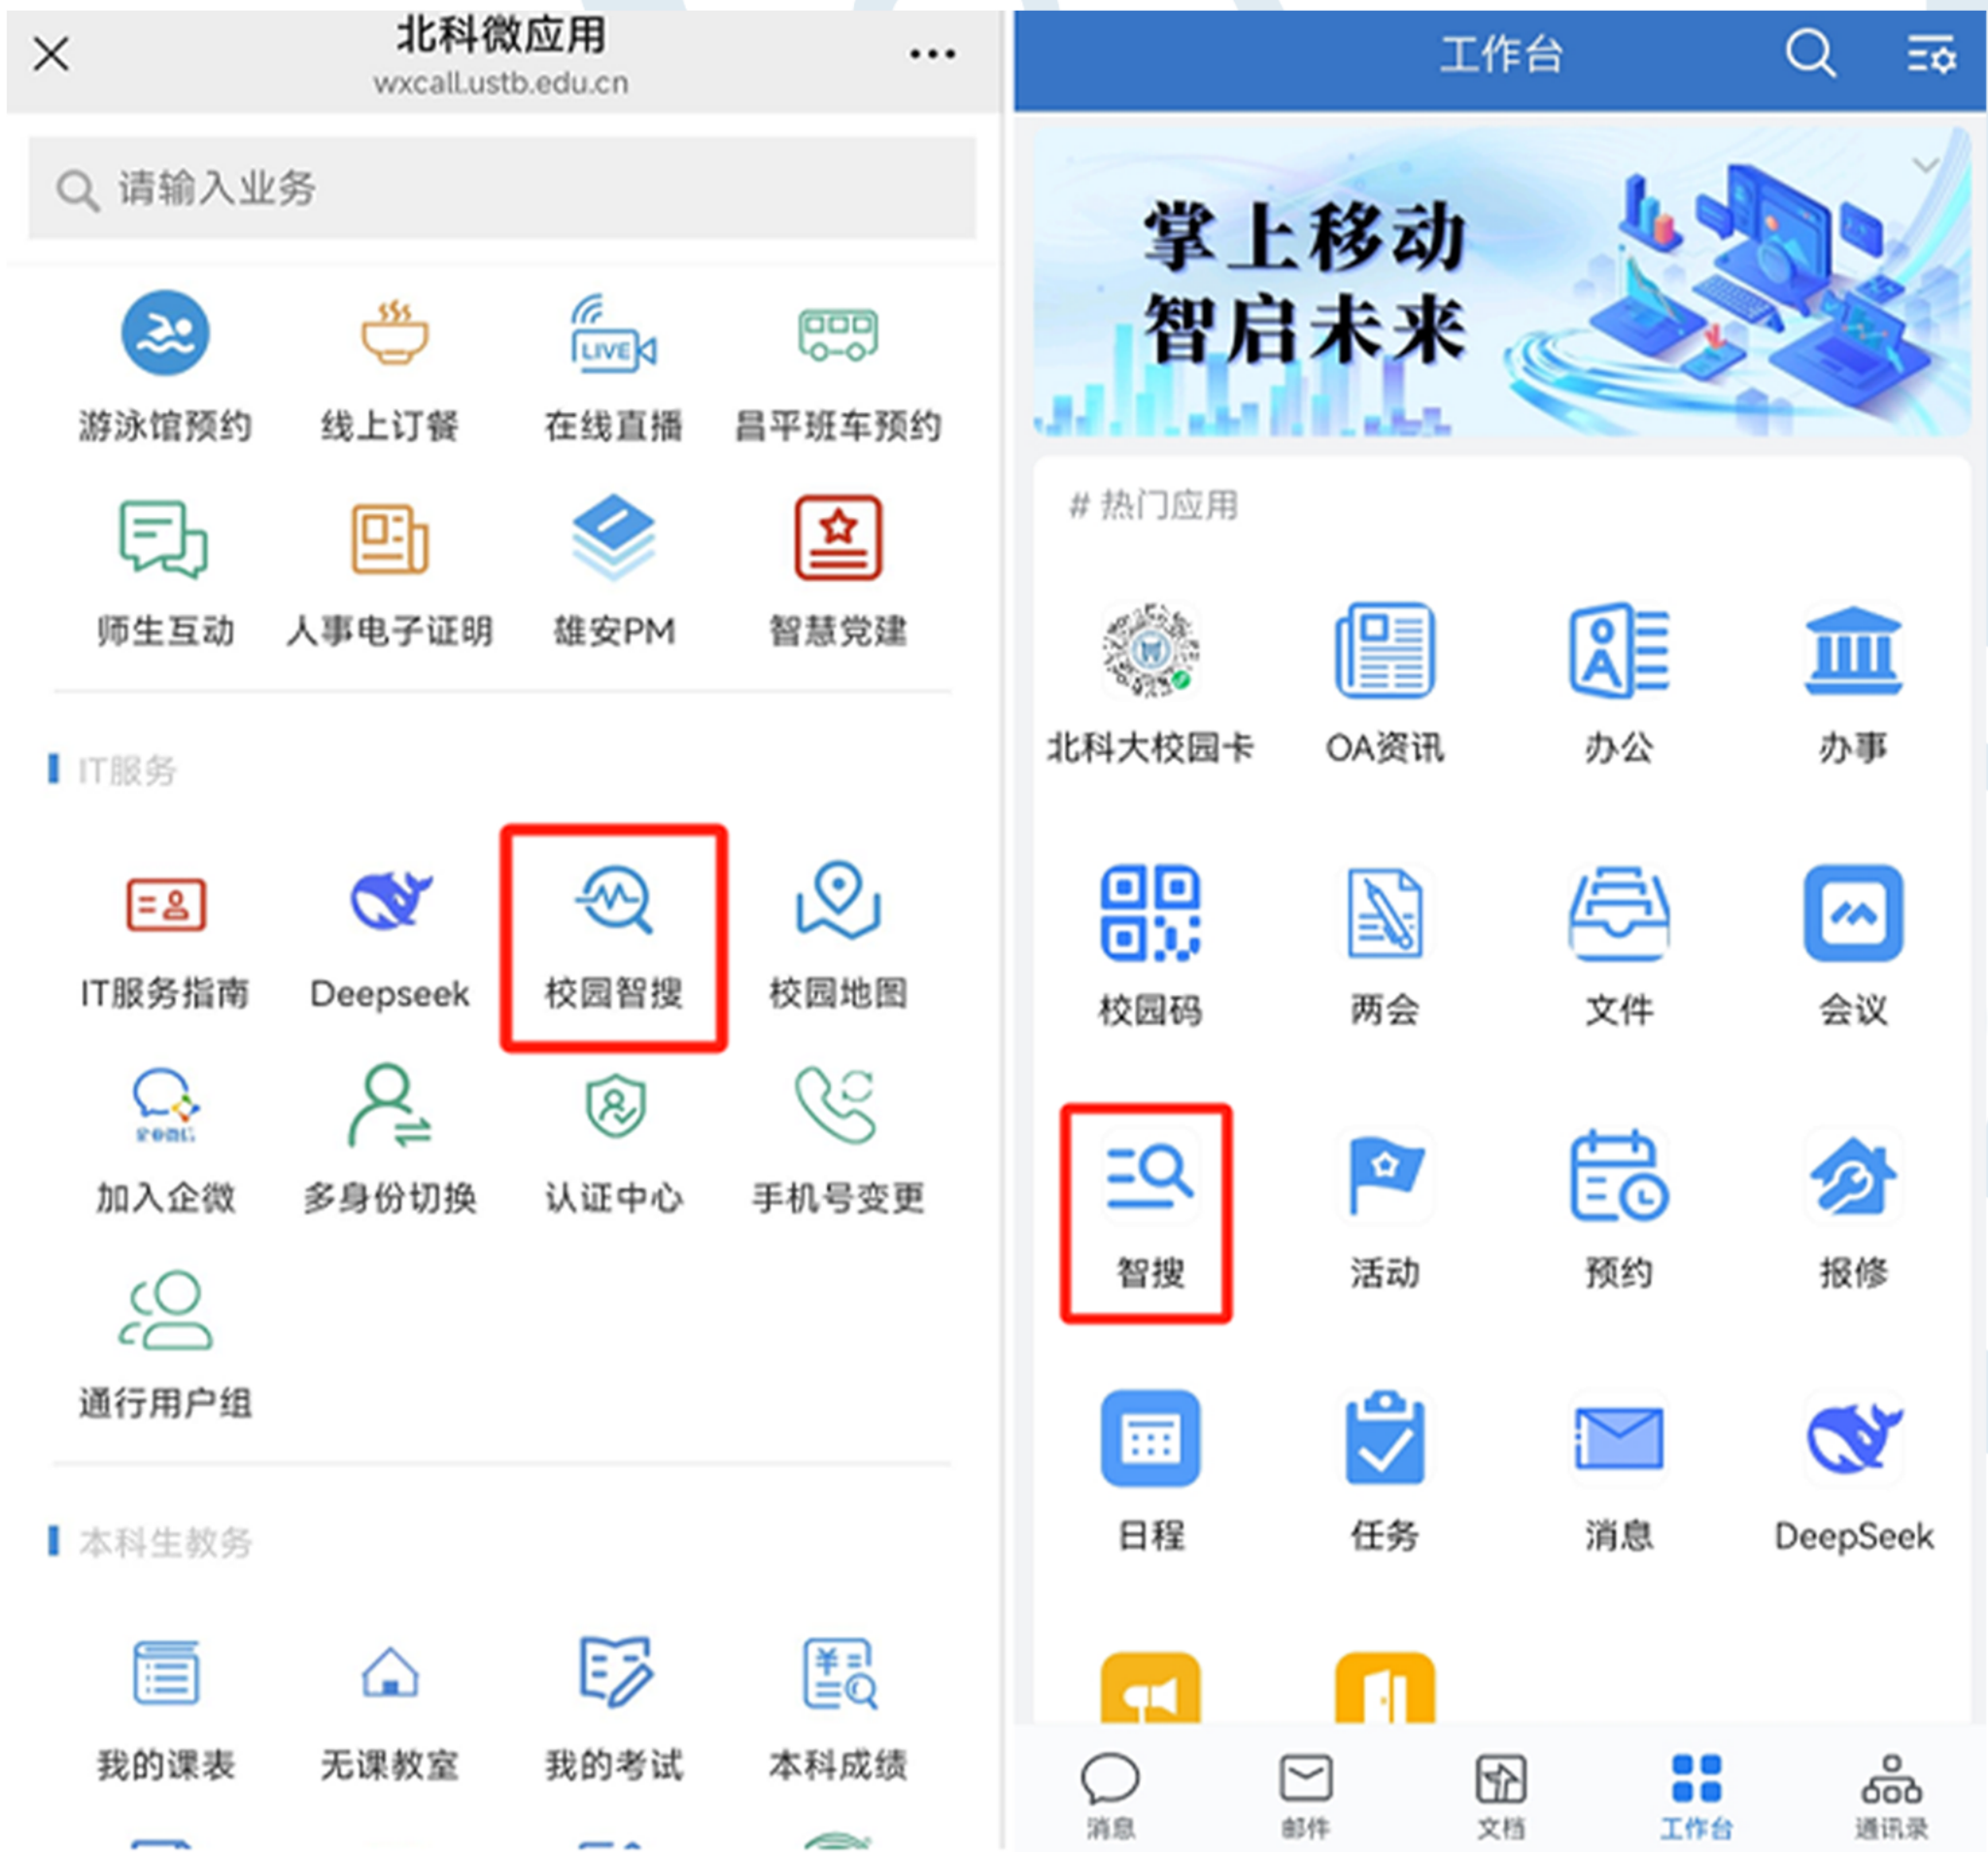 北科微应用
wxcall.ustb.edu.cn
请输入业务
游泳馆预约 线上订餐 在线直播 昌平班车预约
LIVE
师生互动 人事电子证明 雄安PM 智慧党建
IT服务
IT服务指南 Deepseek 校园智搜 校园地图
加入企微 多身份切换 认证中心 手机号变更
通行用户组
本科生教务
我的课表 无课教室 我的考试 本科成绩
工作台
掌上移动
智启未来
# 热门应用
北科大校园卡 OA资讯 办公 办事
校园码 两会 文件 会议
智搜 活动 预约 报修
日程 任务 消息 DeepSeek
消息 邮件 文档 工作台 通讯录